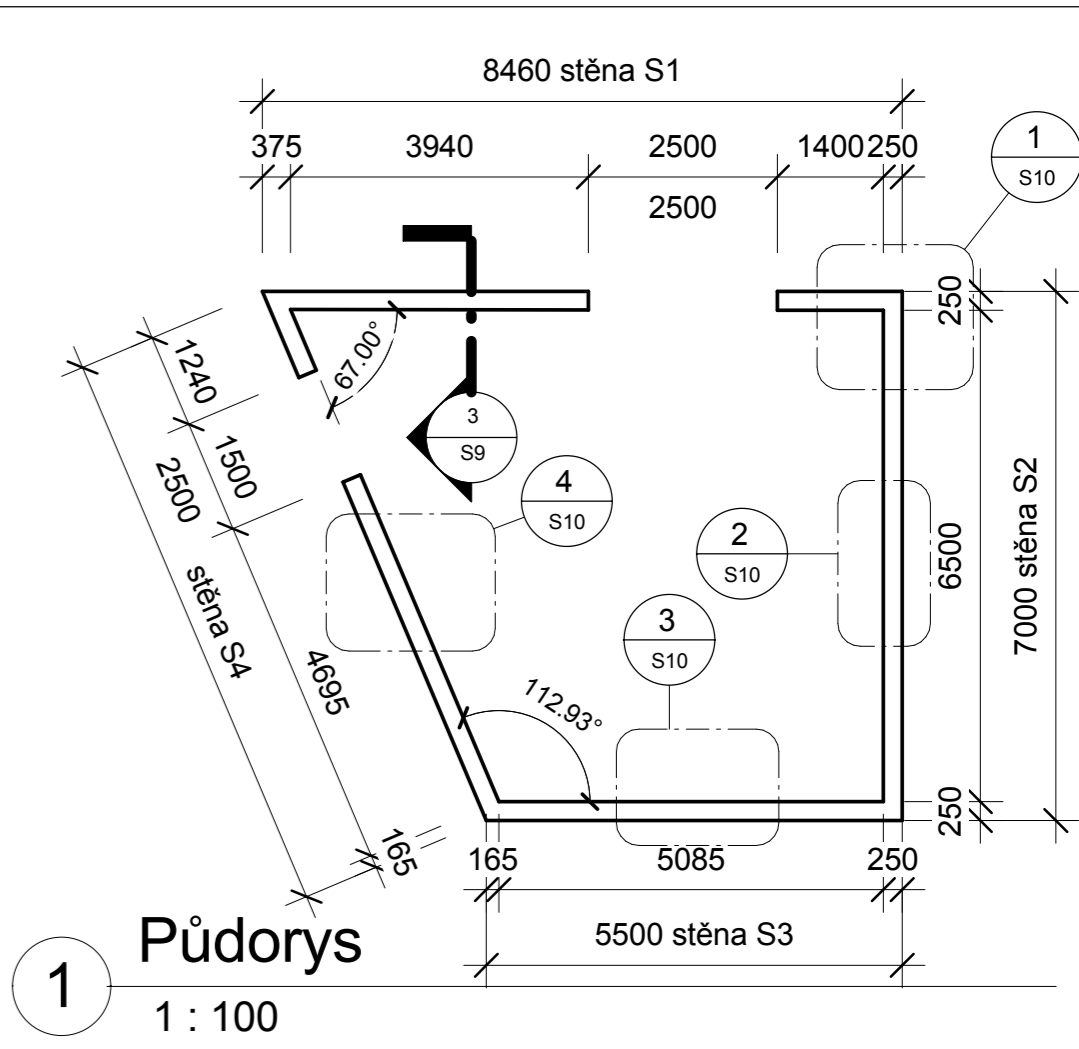 8460 stěna S1
375 3940 2500 1400 250
2500
1
S10
250
67.00°
1240
1500
2500
3
S9
4
S10
2
S10
6500
7000 stěna S2
stěna S4
4695
3
S10
112.93°
250
165
165 5085 250
5500 stěna S3
Půdorys
1
1 : 100